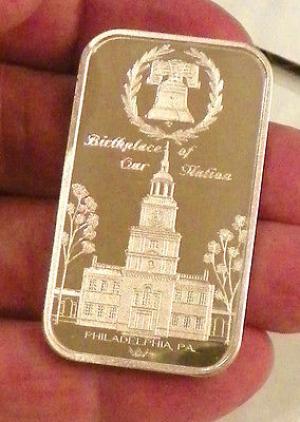 Birthplace of
Our Nation
PHILADELPHIA, PA.